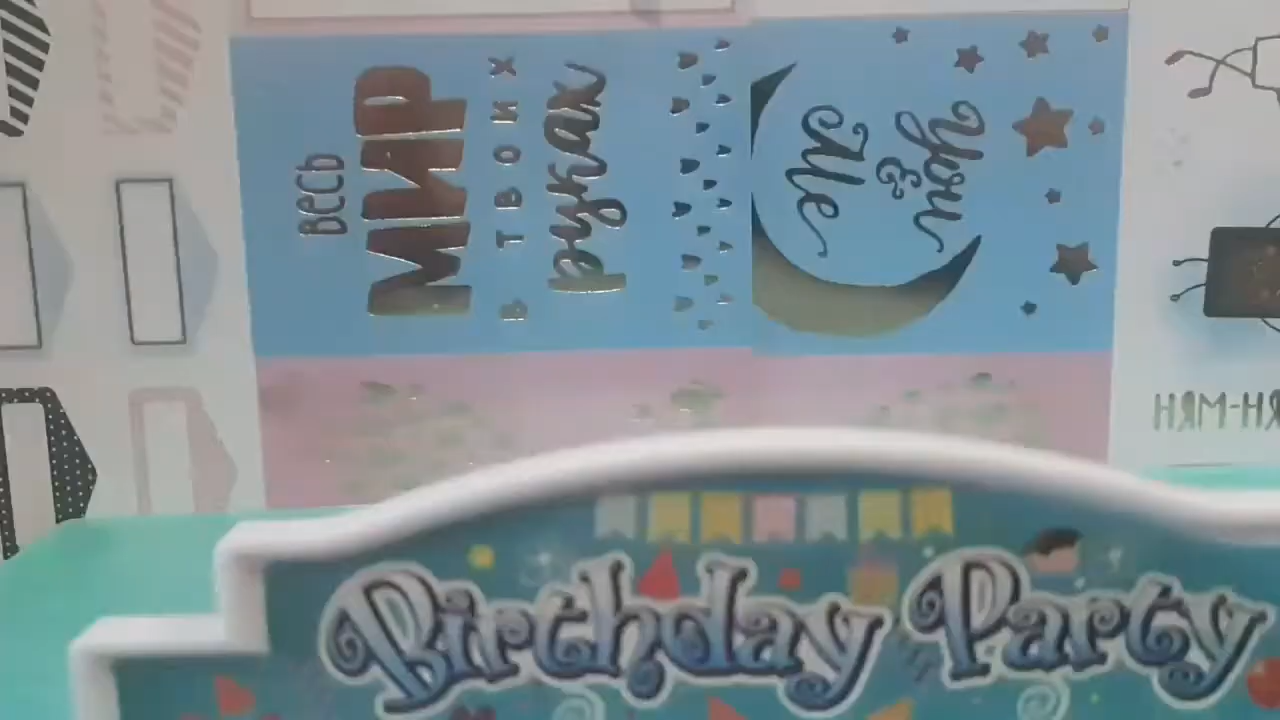 весь
МИР
в твоих
руках
You
&
Me
НЯМ-НЯ
Birthday Party